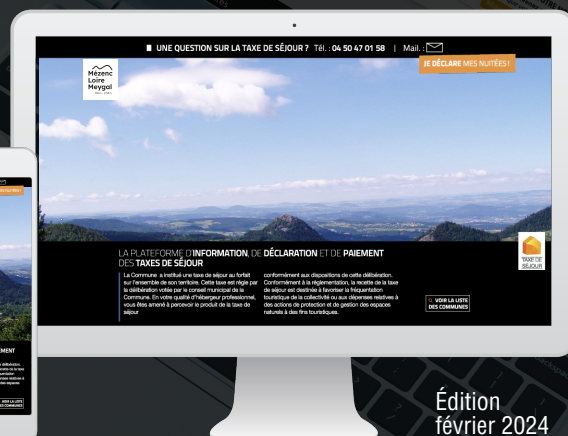 UNE QUESTION SUR LA TAXE DE SÉJOUR ? Tél. : 04 50 47 01 58 | Mail. :
JE DÉCLARE MES NUITÉES !
Mézenc
Loire
Meygal
LA PLATEFORME D'INFORMATION, DE DÉCLARATION ET DE PAIEMENT
DES TAXES DE SÉJOUR
La Commune a institué une taxe de séjour au forfait
sur l'ensemble de son territoire. Cette taxe est régie par
la délibération votée par le conseil municipal de la
Commune. En votre qualité d'hébergeur professionnel,
vous êtes amené à percevoir le produit de la taxe de
séjour
conformément aux dispositions de cette délibération.
Conformément à la réglementation, la recette de la taxe
de séjour est destinée à favoriser la fréquentation
touristique de la collectivité ou aux dépenses relatives à
des actions de protection et de gestion des espaces
naturels à des fins touristiques.
TAXE DE
SÉJOUR
VOIR LA LISTE
DES COMMUNES
EMENT
VOIR LA LISTE
DES COMMUNES
Édition
février 2024